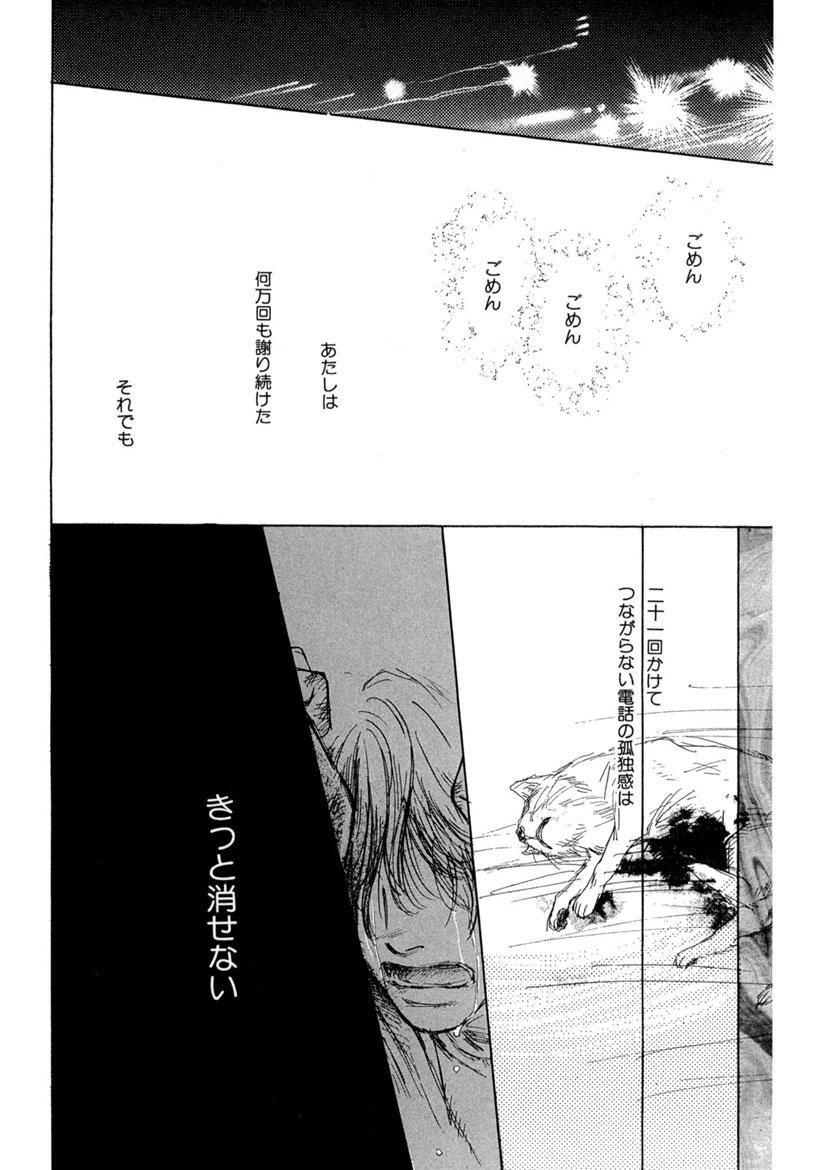 ごめん
ごめん
ごめん
あたしは
何万回も謝り続けた
それでも
二十一回かけて
つながらない電話の孤独感は
きっと消せない